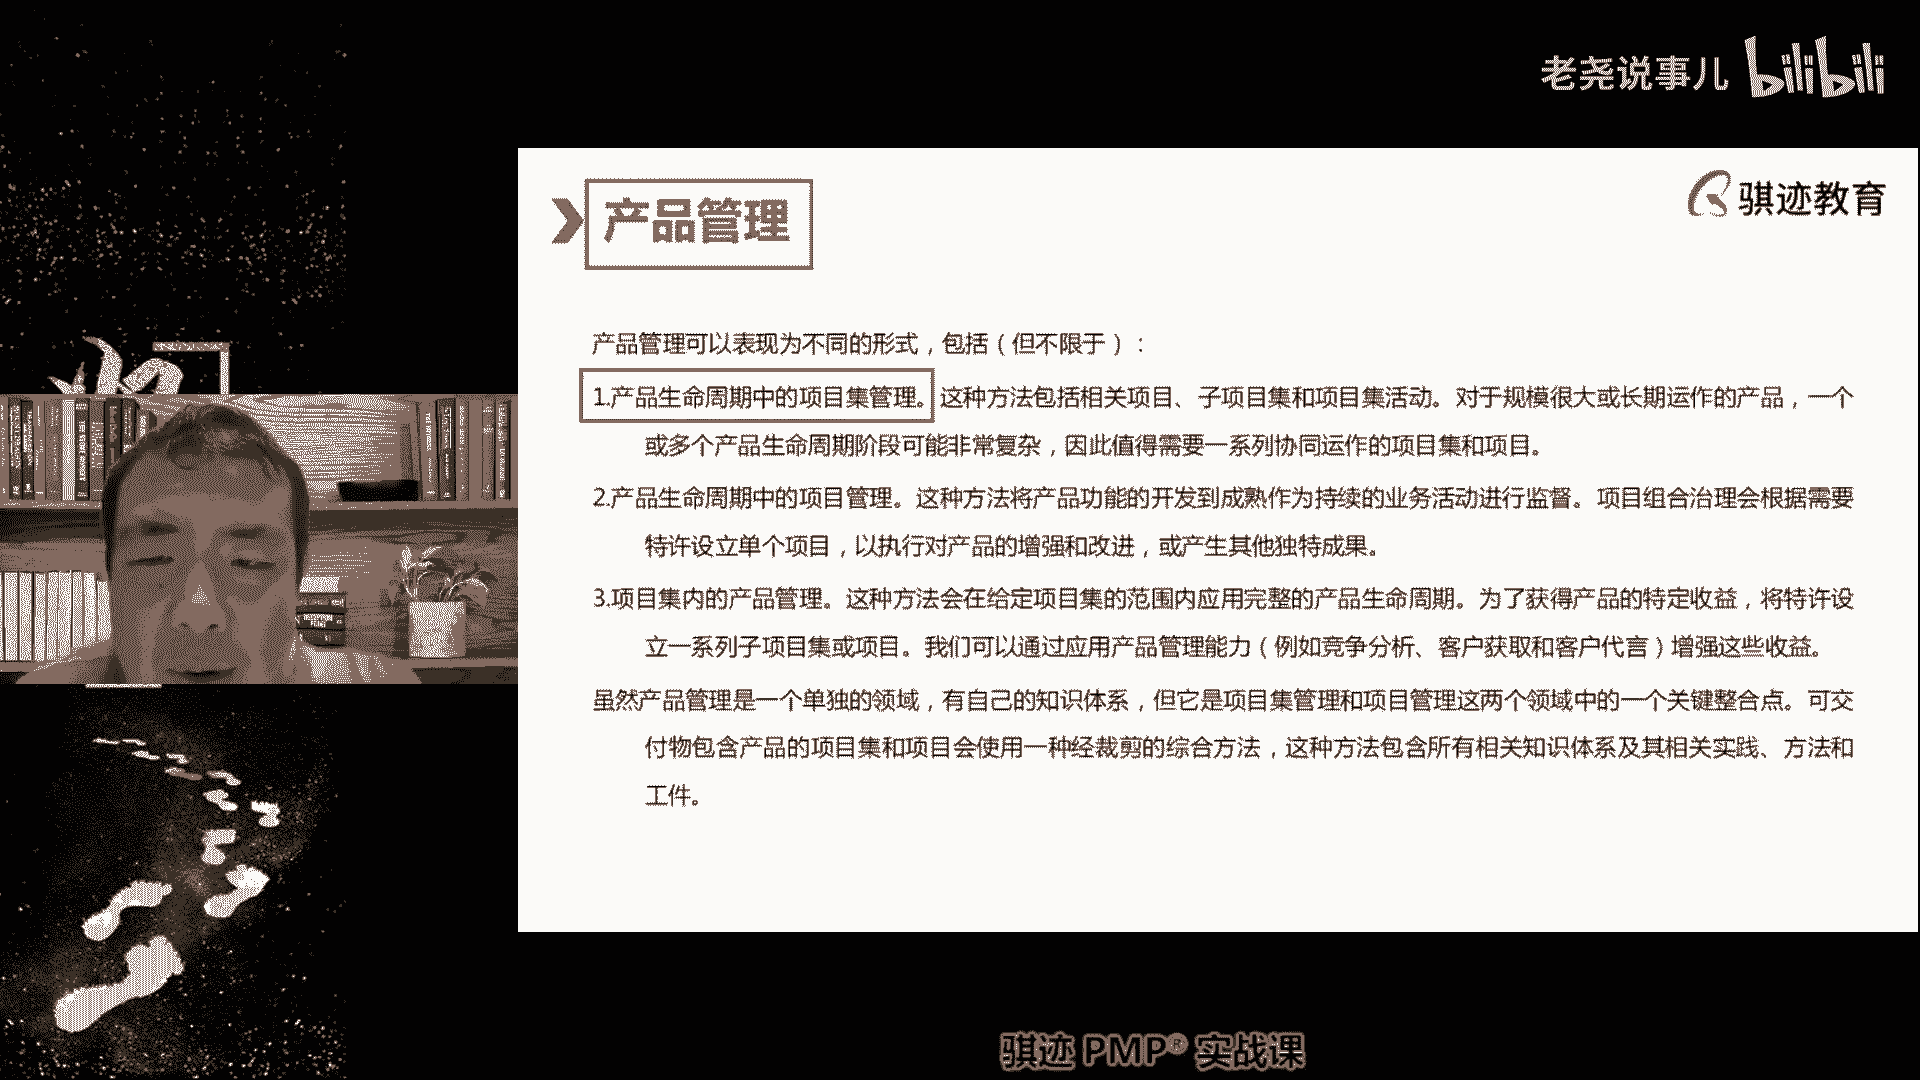 老尧说事儿 bilibili
骐迹教育
产品管理
产品管理可以表现为不同的形式，包括（但不限于）：
1.产品生命周期中的项目集管理。这种方法包括相关项目、子项目集和项目集活动。对于规模很大或长期运作的产品，一个
或多个产品生命周期阶段可能非常复杂，因此值得需要一系列协同运作的项目集和项目。
2.产品生命周期中的项目管理。这种方法将产品功能的开发到成熟作为持续的业务活动进行监督。项目组合治理会根据需要
特许设立单个项目，以执行对产品的增强和改进，或产生其他独特成果。
3.项目集内的产品管理。这种方法会在给定项目集的范围内应用完整的产品生命周期。为了获得产品的特定收益，将特许设
立一系列子项目集或项目。我们可以通过应用产品管理能力（例如竞争分析、客户获取和客户代言）增强这些收益。
虽然产品管理是一个单独的领域，有自己的知识体系，但它是项目集管理和项目管理这两个领域中的一个关键整合点。可交
付物包含产品的项目集和项目会使用一种经裁剪的综合方法，这种方法包含所有相关知识体系及其相关实践、方法和
工件。
骐迹 PMP® 实战课